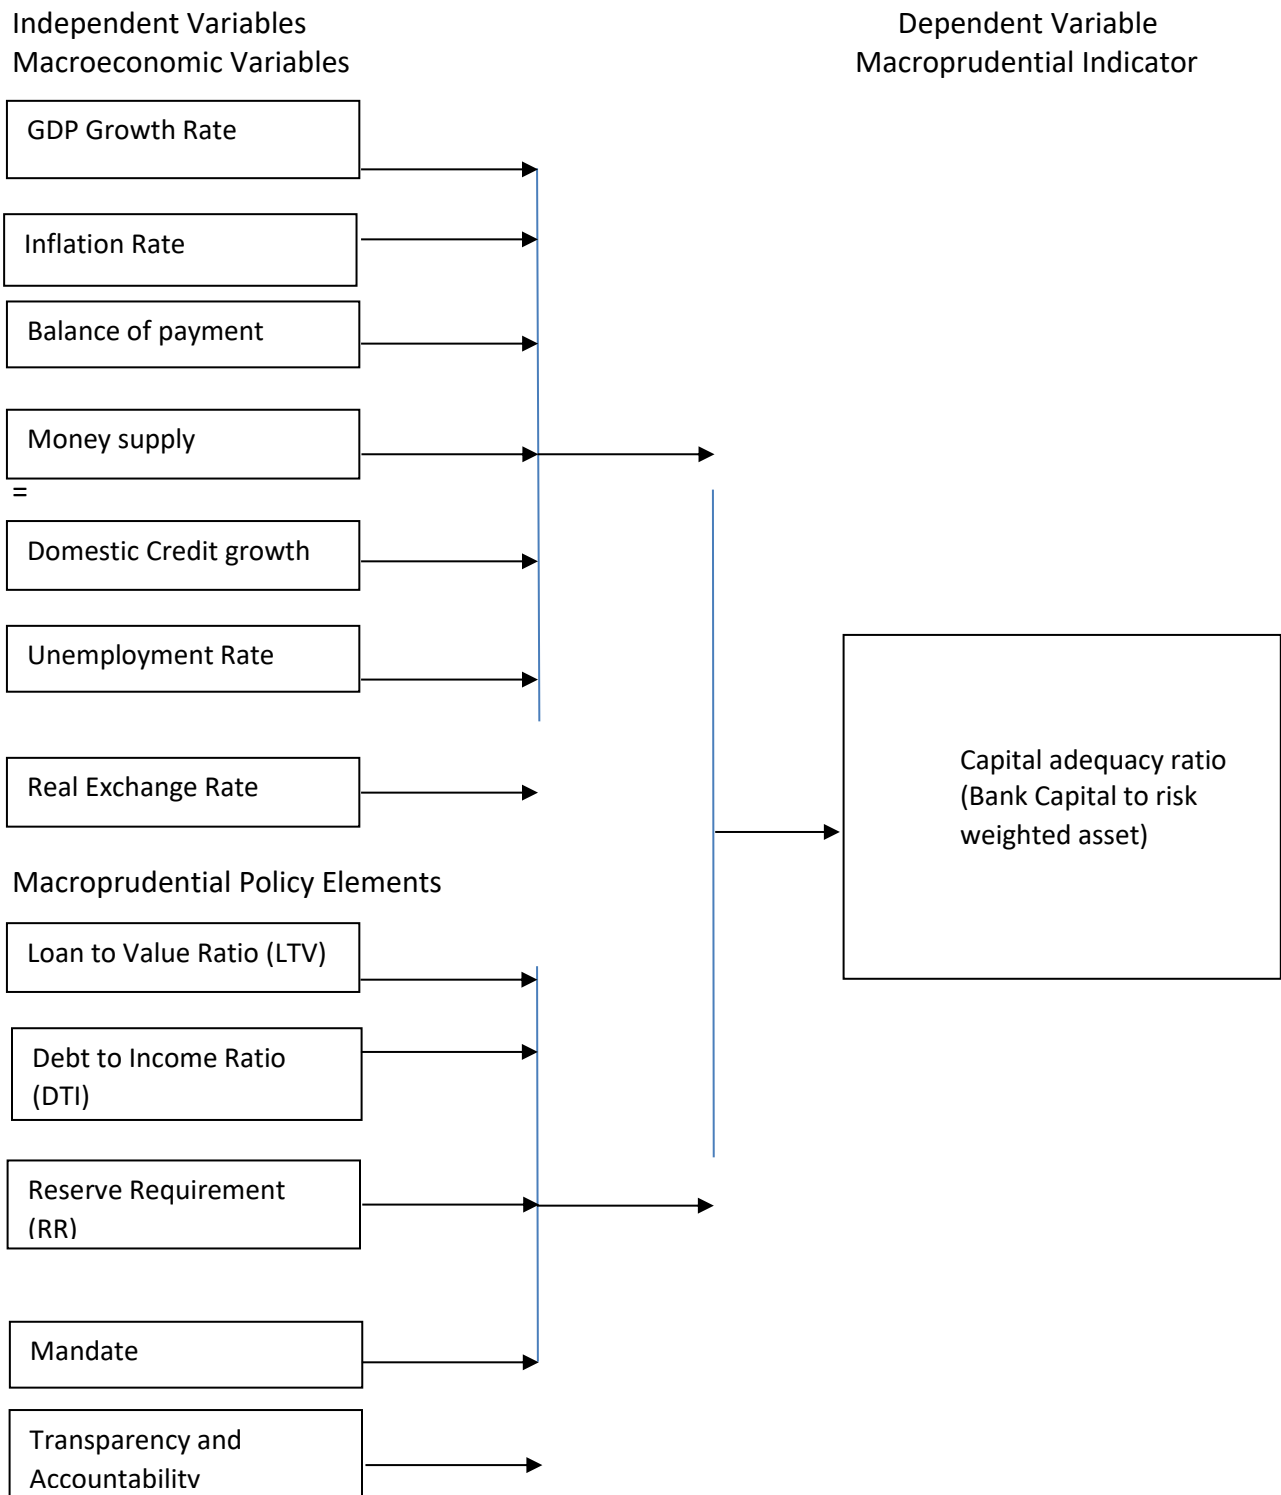 Independent Variables
Macroeconomic Variables
Dependent Variable
Macroprudential Indicator
GDP Growth Rate
Inflation Rate
Balance of payment
Money supply
=
Domestic Credit growth
Unemployment Rate
Real Exchange Rate
Capital adequacy ratio
(Bank Capital to risk
weighted asset)
Macroprudential Policy Elements
Loan to Value Ratio (LTV)
Debt to Income Ratio
(DTI)
Reserve Requirement
(RR)
Mandate
Transparency and
Accountability